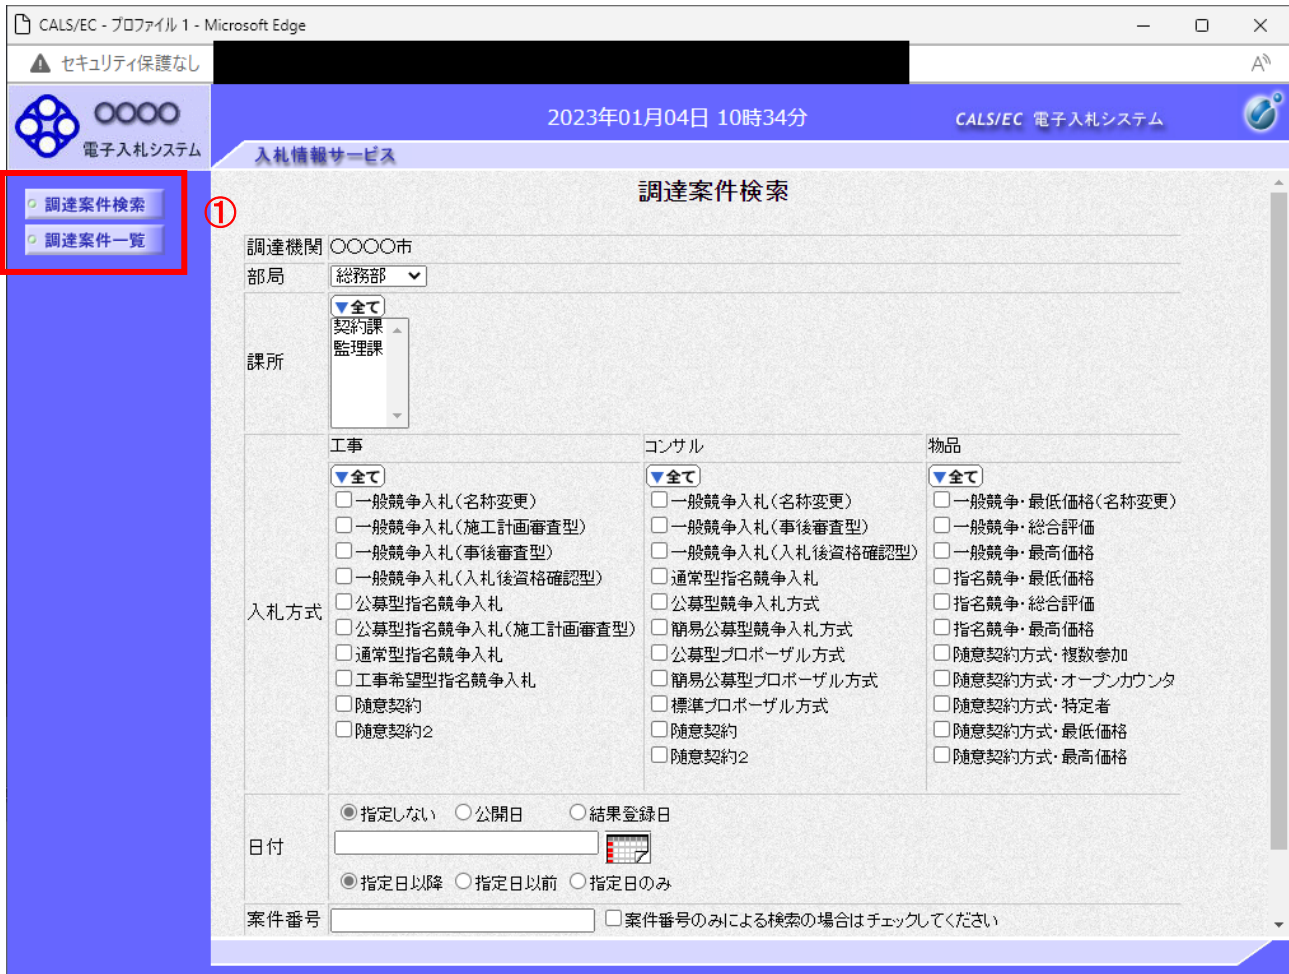 CALS/EC - プロファイル 1 - Microsoft Edge
セキュリティ保護なし
○○○○
電子入札システム
2023年01月04日 10時34分
CALS/EC 電子入札システム
入札情報サービス
調達案件検索
調達案件一覧
①
調達案件検索
調達機関 ○○○○市
部局 総務部
課所
▼全て
契約課
監理課
入札方式
工事
▼全て
一般競争入札(名称変更)
一般競争入札(施工計画審査型)
一般競争入札(事後審査型)
一般競争入札(入札後資格確認型)
公募型指名競争入札
公募型指名競争入札(施工計画審査型)
通常型指名競争入札
工事希望型指名競争入札
随意契約
随意契約2
コンサル
▼全て
一般競争入札(名称変更)
一般競争入札(事後審査型)
一般競争入札(入札後資格確認型)
通常型指名競争入札
公募型競争入札方式
簡易公募型競争入札方式
公募型プロポーザル方式
簡易公募型プロポーザル方式
標準プロポーザル方式
随意契約
随意契約2
物品
▼全て
一般競争・最低価格(名称変更)
一般競争・総合評価
一般競争・最高価格
指名競争・最低価格
指名競争・総合評価
指名競争・最高価格
随意契約方式・複数参加
随意契約方式・オープンカウンタ
随意契約方式・特定者
随意契約方式・最低価格
随意契約方式・最高価格
日付
指定しない 公開日 結果登録日
指定日以降 指定日以前 指定日のみ
案件番号 案件番号のみによる検索の場合はチェックしてください